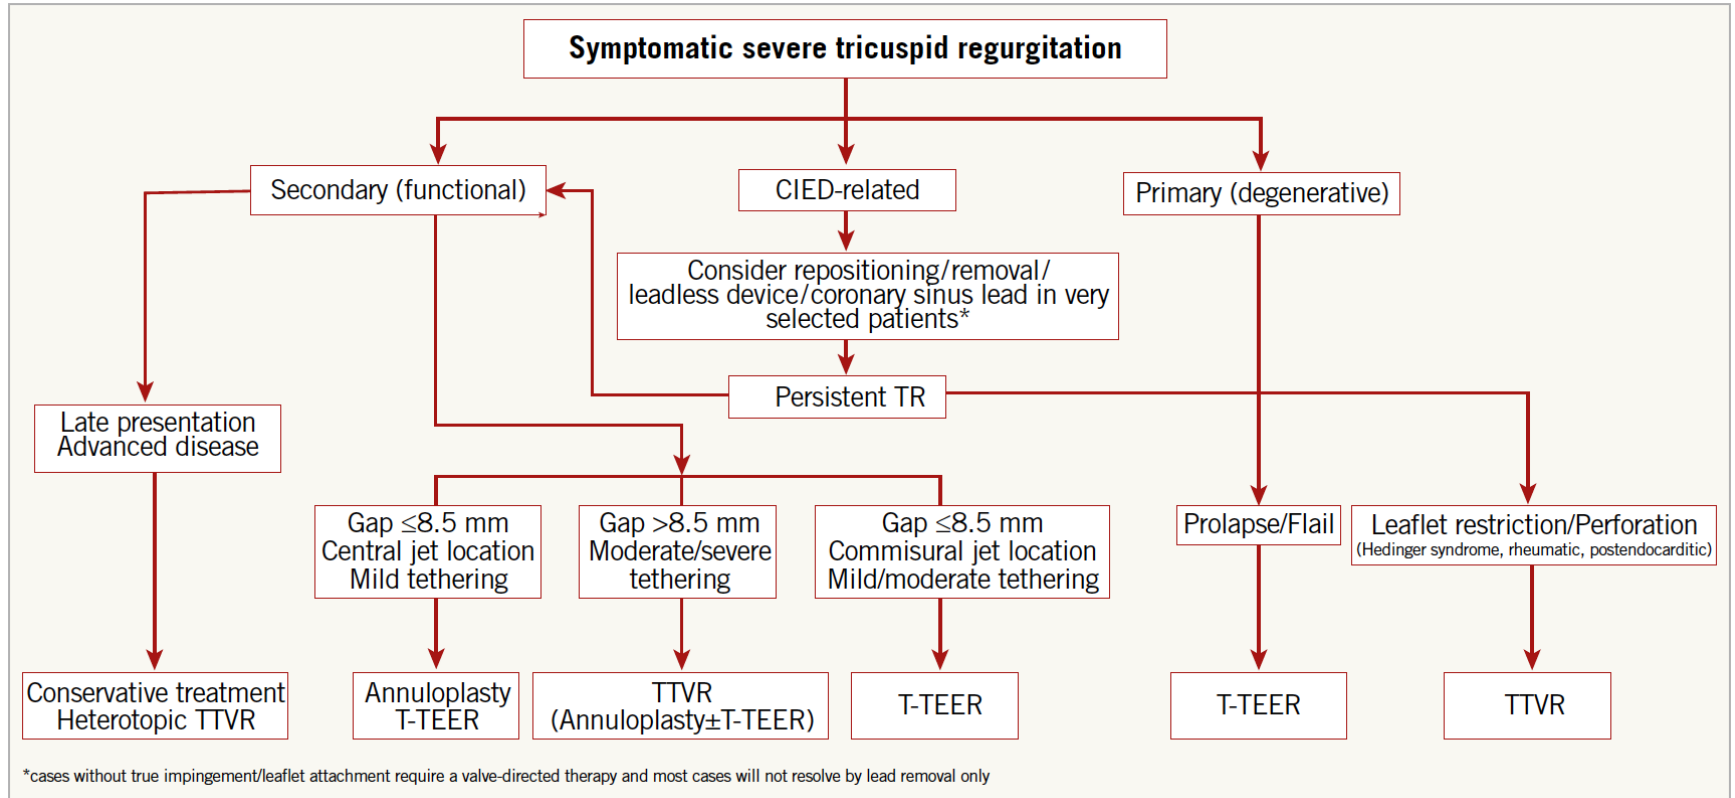 Symptomatic severe tricuspid regurgitation
Secondary (functional)
CIED-related
Primary (degenerative)
Consider repositioning/removal/
leadless device/coronary sinus lead in very
selected patients*
Persistent TR
Late presentation
Advanced disease
Gap ≤8.5 mm
Central jet location
Mild tethering
Gap >8.5 mm
Moderate/severe
tethering
Gap ≤8.5 mm
Commisural jet location
Mild/moderate tethering
Prolapse/Flail
Leaflet restriction/Perforation
(Hedinger syndrome, rheumatic, postendocarditic)
Conservative treatment
Heterotopic TTVR
Annuloplasty
T-TEER
TTVR
(Annuloplasty±T-TEER)
T-TEER
T-TEER
TTVR
*cases without true impingement/leaflet attachment require a valve-directed therapy and most cases will not resolve by lead removal only